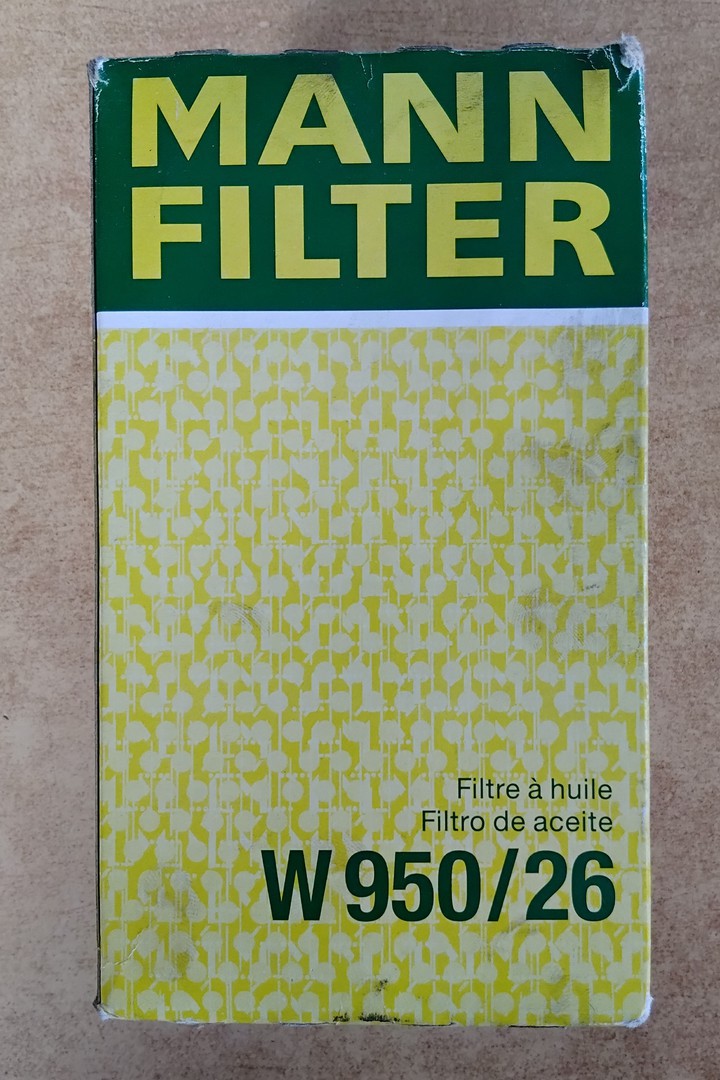 MANN
FILTER
Filtre à huile
Filtro de aceite
W 950/26